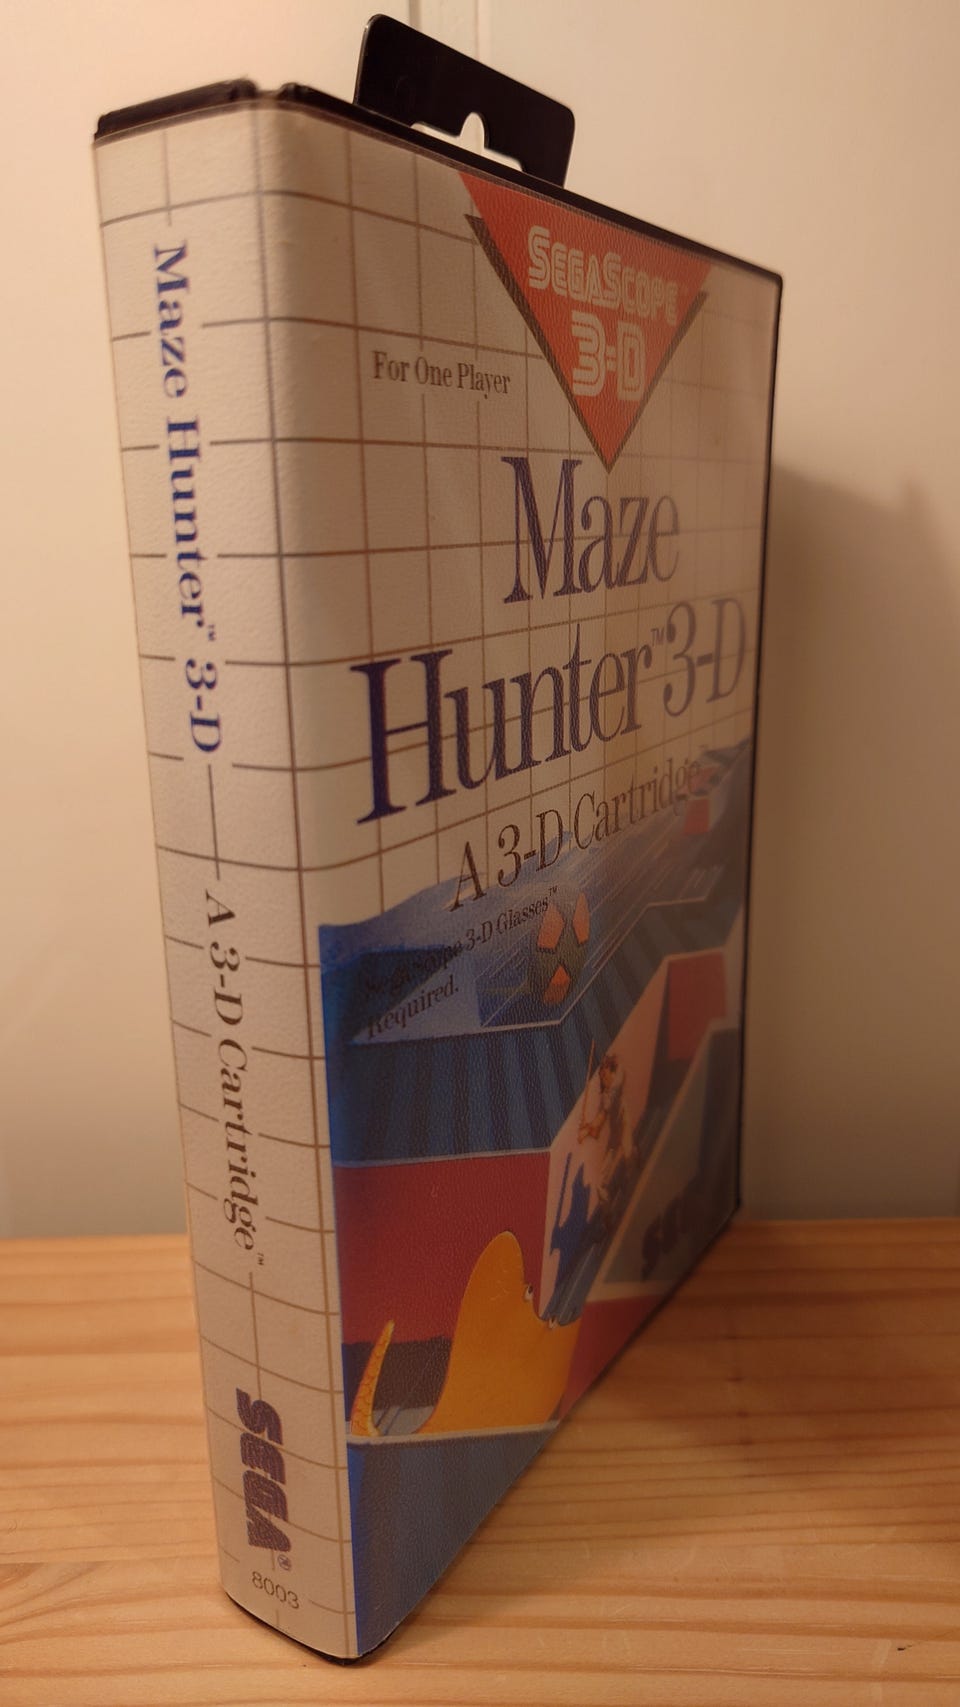 Maze Hunter™ 3-D — A 3-D Cartridge™
SEGA®
8003
SEGASCOPE
3-D
For One Player
Maze
Hunter™ 3-D
A 3-D Cartridge™
SegaScope 3-D Glasses™
Required.
SEGA